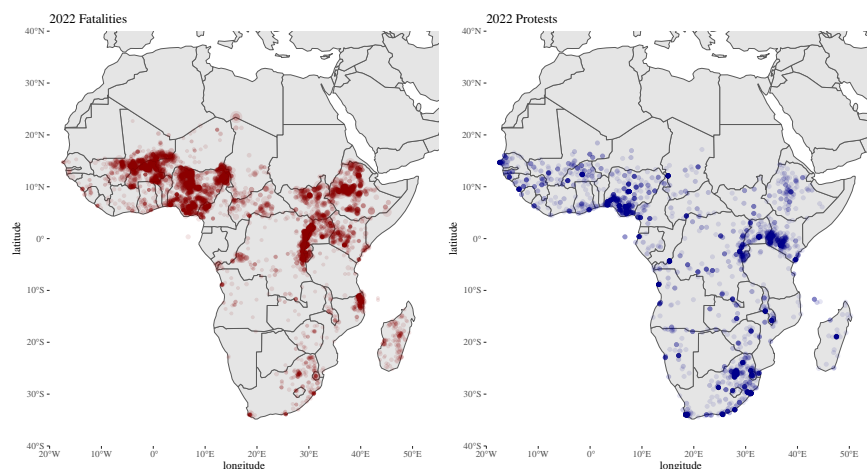 2022 Fatalities
40°N
30°N
20°N
10°N
0°
10°S
20°S
30°S
40°S
20°W
10°W
0°
10°E
20°E
30°E
40°E
50°E
longitude
latitude
2022 Protests
40°N
30°N
20°N
10°N
0°
10°S
20°S
30°S
40°S
20°W
10°W
0°
10°E
20°E
30°E
40°E
50°E
longitude
latitude